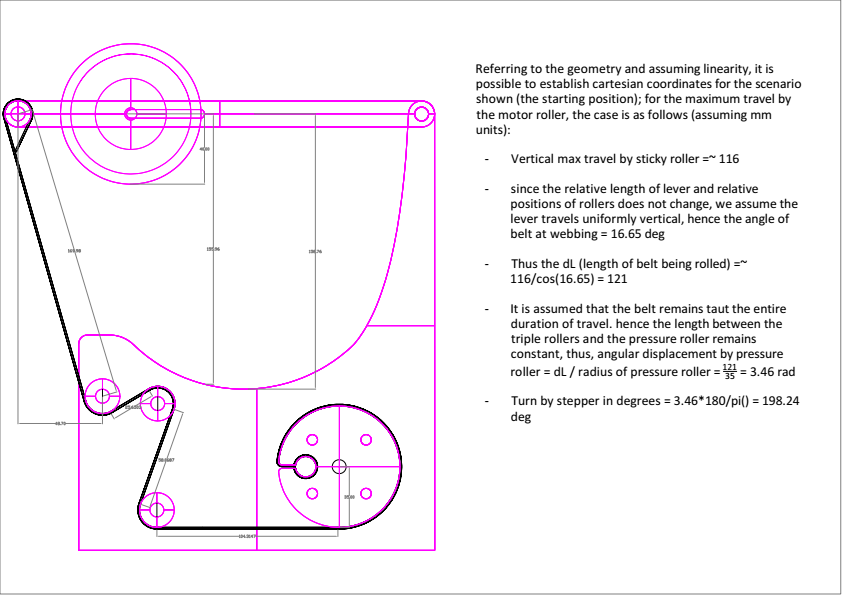 Referring to the geometry and assuming linearity, it is
possible to establish cartesian coordinates for the scenario
shown (the starting position); for the maximum travel by
the motor roller, the case is as follows (assuming mm
units):
- Vertical max travel by sticky roller =~ 116
- since the relative length of lever and relative
positions of rollers does not change, we assume the
lever travels uniformly vertical, hence the angle of
belt at webbing = 16.65 deg
- Thus the dL (length of belt being rolled) =~
116/cos(16.65) = 121
- It is assumed that the belt remains taut the entire
duration of travel. hence the length between the
triple rollers and the pressure roller remains
constant, thus, angular displacement by pressure
roller = dL / radius of pressure roller = 121/35 = 3.46 rad
- Turn by stepper in degrees = 3.46*180/pi() = 198.24
deg